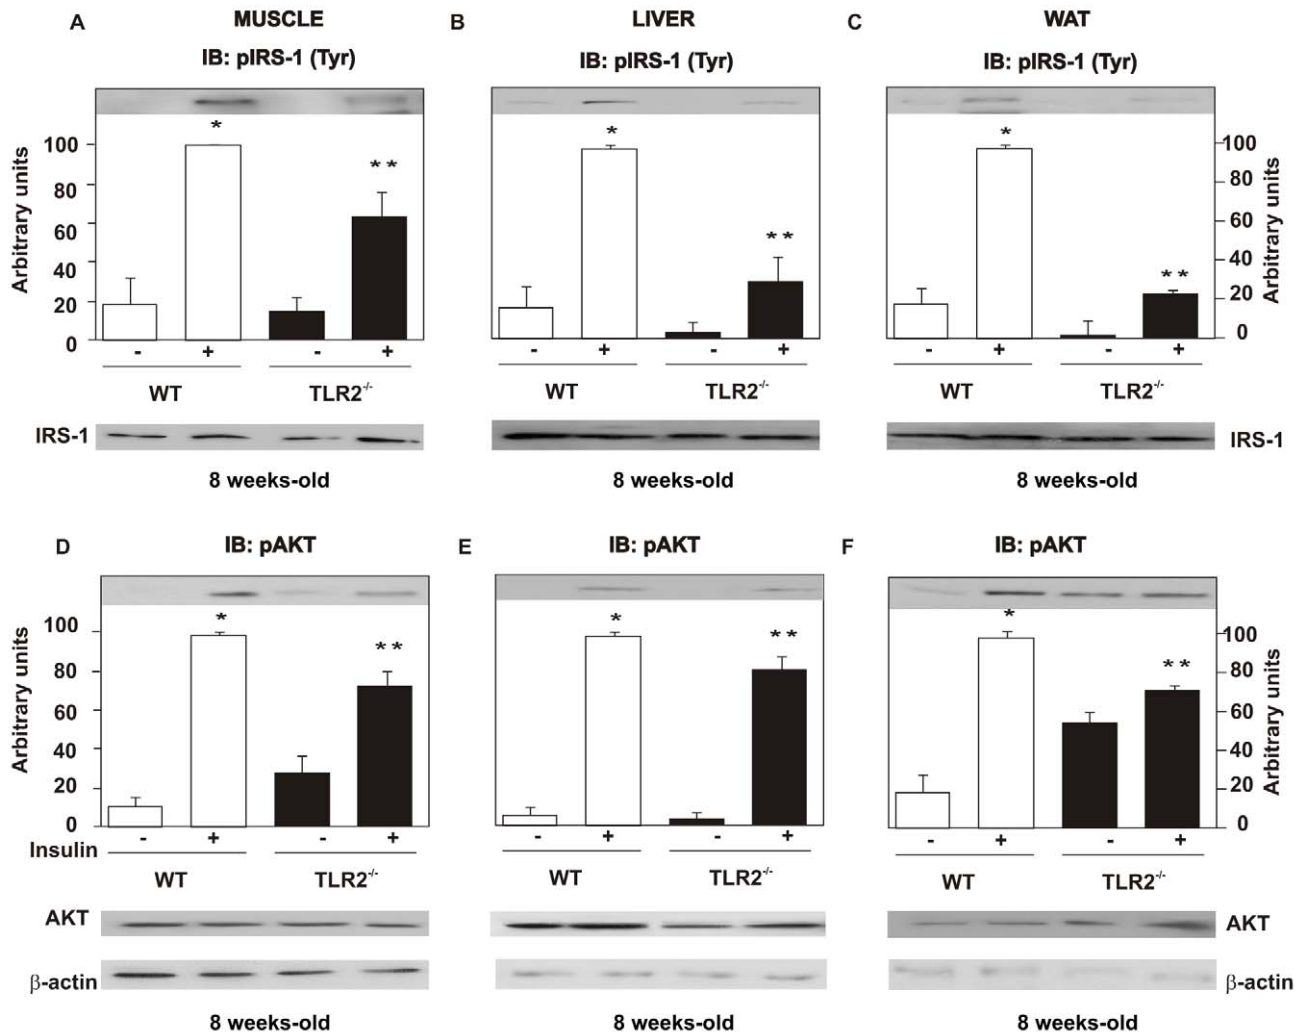 A MUSCLE B LIVER C WAT
IB: pIRS-1 (Tyr) IB: pIRS-1 (Tyr) IB: pIRS-1 (Tyr)
Arbitrary units
100
80
60
40
20
0
*
**
- + - +
WT TLR2-/-
IRS-1
8 weeks-old
*
**
- + - +
WT TLR2-/-
8 weeks-old
*
**
100
80
60
40
20
0
Arbitrary units
- + - +
WT TLR2-/-
IRS-1
8 weeks-old
D IB: pAKT E IB: pAKT F IB: pAKT
Arbitrary units
100
80
60
40
20
0
*
**
Insulin - + - +
WT TLR2-/-
AKT
β-actin
8 weeks-old
*
**
- + - +
WT TLR2-/-
8 weeks-old
*
**
100
80
60
40
20
0
Arbitrary units
- + - +
WT TLR2-/-
AKT
β-actin
8 weeks-old